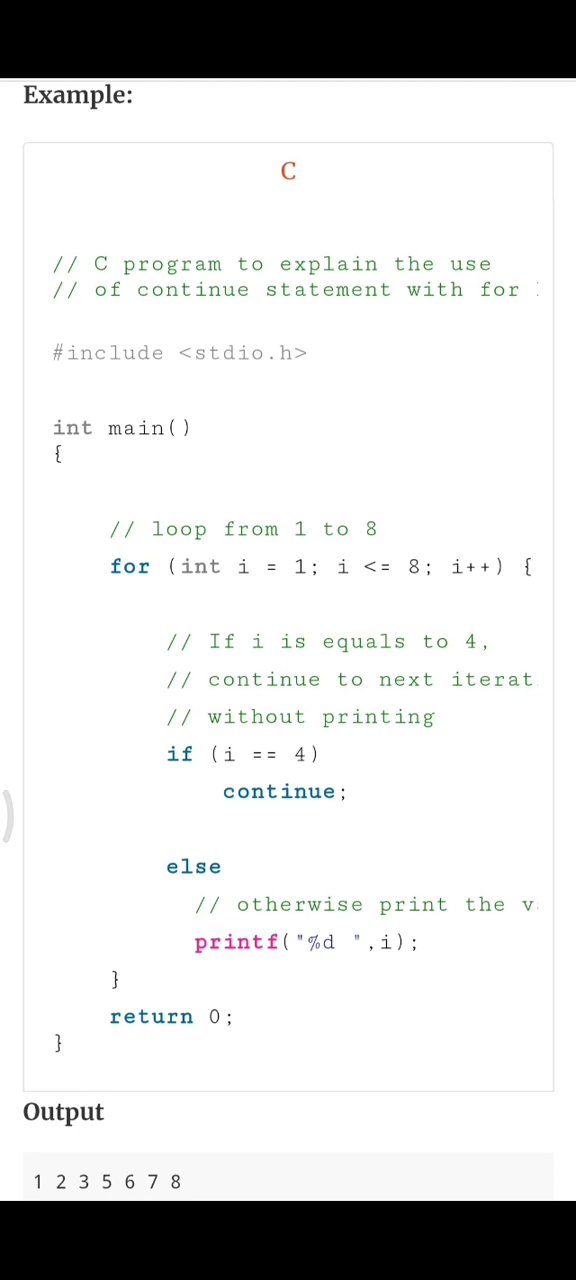 Example:
C
// C program to explain the use
// of continue statement with for
#include <stdio.h>
int main()
{
// loop from 1 to 8
for (int i = 1; i <= 8; i++) {
// If i is equals to 4,
// continue to next iterat
// without printing
if (i == 4)
continue;
else
// otherwise print the v
printf("%d ",i);
}
return 0;
}
Output
1 2 3 5 6 7 8